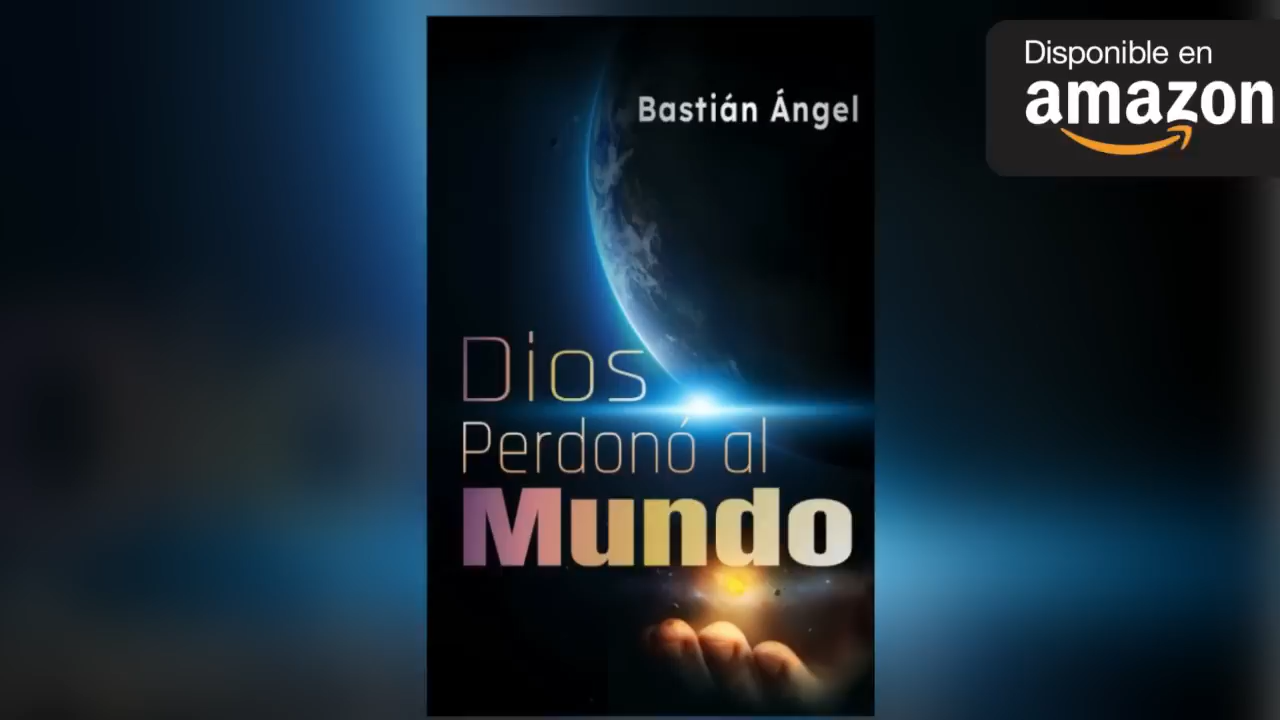 Disponible en
amazon
Bastián Ángel
Dios
Perdonó al
Mundo